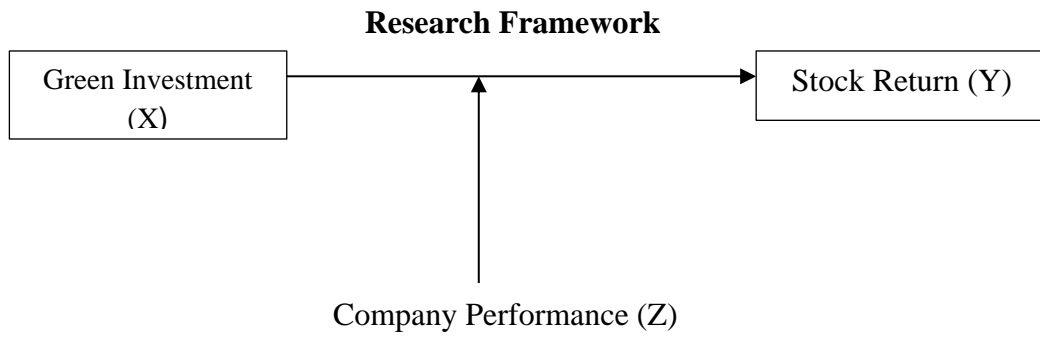 Research Framework
Green Investment
(X)
Stock Return (Y)
Company Performance (Z)